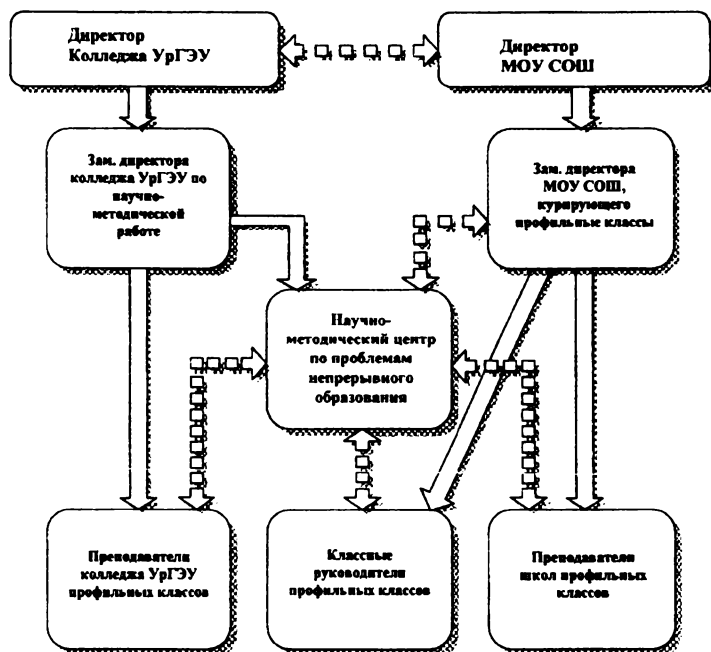 Директор
Колледжа УрГЭУ
Директор
МОУ СОШ
Зам. директора
колледжа УрГЭУ по
научно-
методической
работе
Зам. директора
МОУ СОШ,
курирующего
профильные классы
Научно-
методический центр
по проблемам
непрерывного
образования
Преподаватели
колледжа УрГЭУ
профильных классов
Классные
руководители
профильных классов
Преподаватели
школ профильных
классов